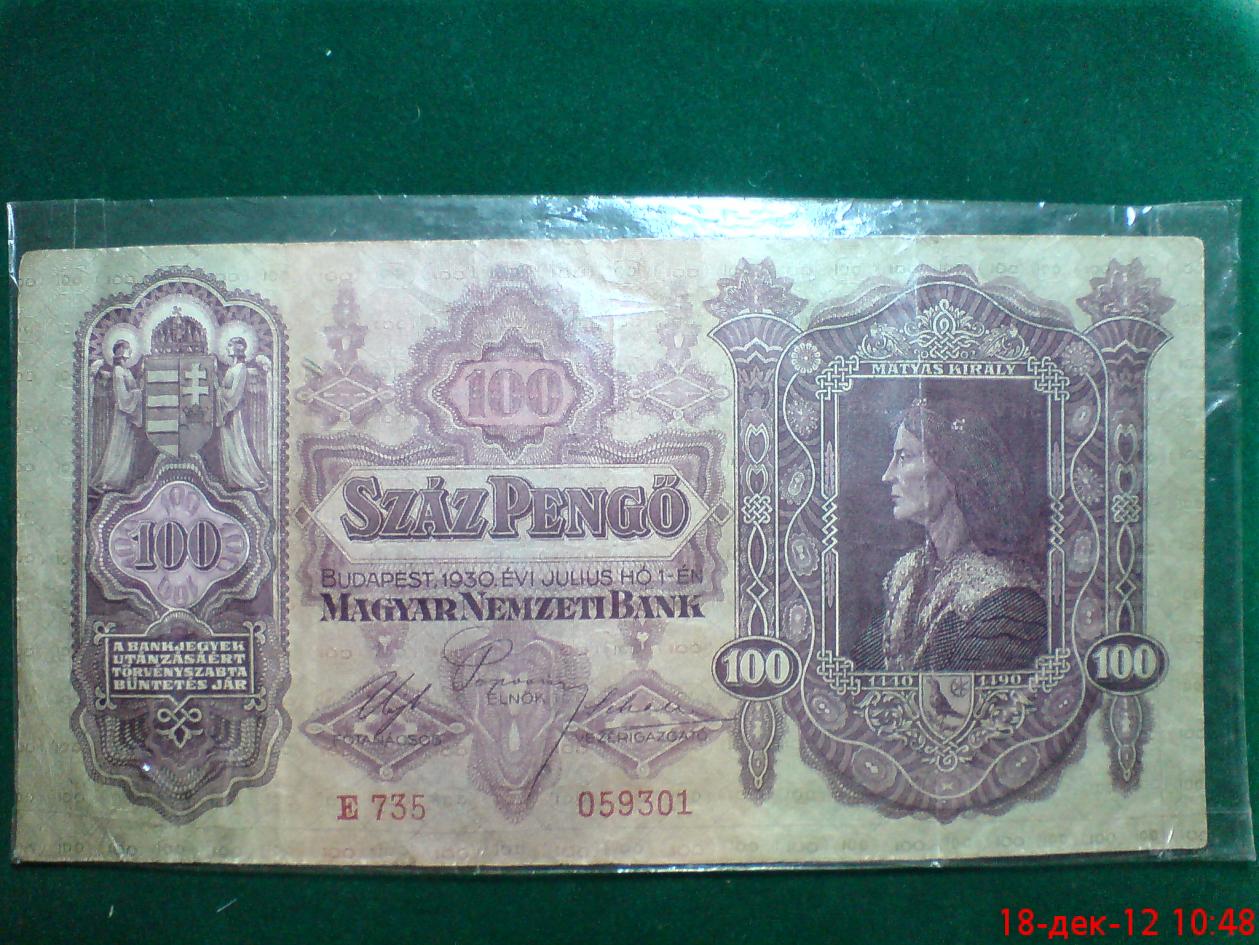 100
100
A BANKJEGYEK
UTÁNZÁSÁÉRT
TÖRVÉNYSZABTA
BÜNTETÉS JÁR
SZÁZ PENGŐ
BUDAPEST, 1930. ÉVI JULIUS HÓ 1-ÉN
MAGYAR NEMZETI BANK
ELNÖK
FŐTANÁCSOS
VEZÉRIGAZGATÓ
E 735 059301
MÁTYÁS KIRÁLY
100 100
1440 1490
18-дек-12 10:48